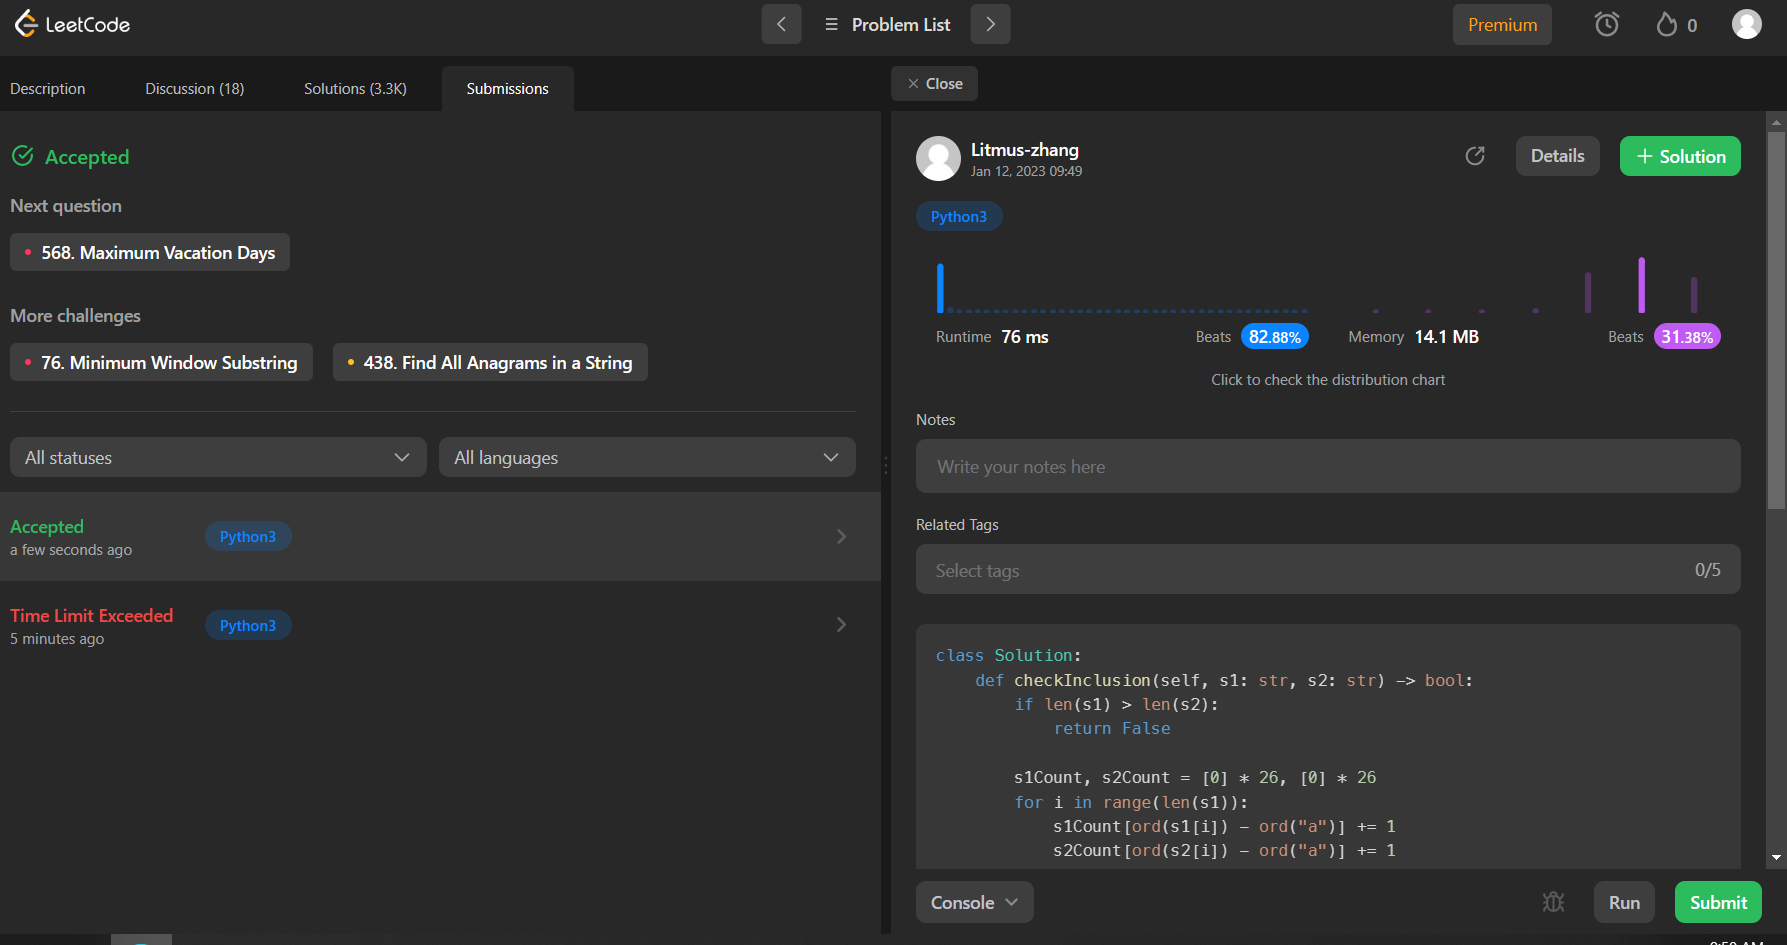 LeetCode
Problem List
Premium
0
Description
Discussion (18)
Solutions (3.3K)
Submissions
Close
Accepted
Next question
568. Maximum Vacation Days
More challenges
76. Minimum Window Substring
438. Find All Anagrams in a String
All statuses
All languages
Accepted
a few seconds ago
Python3
Time Limit Exceeded
5 minutes ago
Python3
Litmus-zhang
Jan 12, 2023 09:49
Details
+ Solution
Python3
Runtime 76 ms
Beats 82.88%
Memory 14.1 MB
Beats 31.38%
Click to check the distribution chart
Notes
Write your notes here
Related Tags
Select tags
0/5
class Solution:
    def checkInclusion(self, s1: str, s2: str) -> bool:
        if len(s1) > len(s2):
            return False
        s1Count, s2Count = [0] * 26, [0] * 26
        for i in range(len(s1)):
            s1Count[ord(s1[i]) - ord("a")] += 1
            s2Count[ord(s2[i]) - ord("a")] += 1
Console
Run
Submit